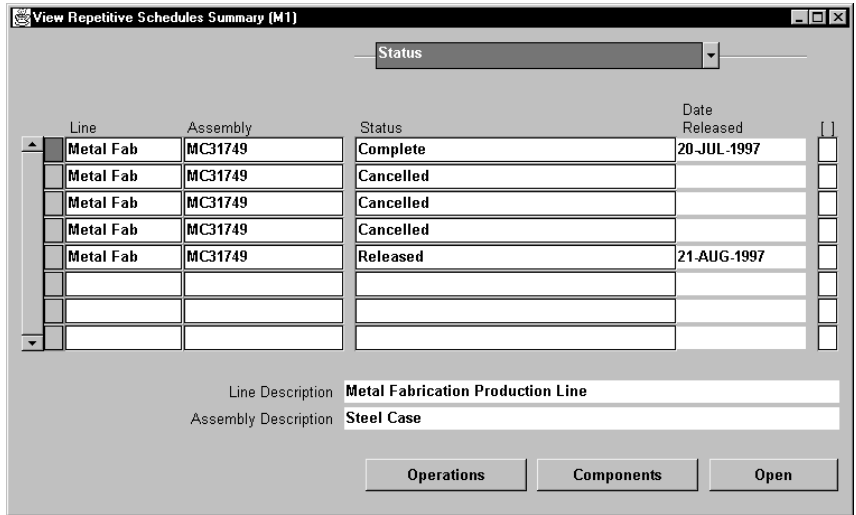 View Repetitive Schedules Summary (M1)
Status
Line Assembly Status Date Released [ ]
Metal Fab MC31749 Complete 20-JUL-1997
Metal Fab MC31749 Cancelled
Metal Fab MC31749 Cancelled
Metal Fab MC31749 Cancelled
Metal Fab MC31749 Released 21-AUG-1997
Line Description Metal Fabrication Production Line
Assembly Description Steel Case
Operations Components Open